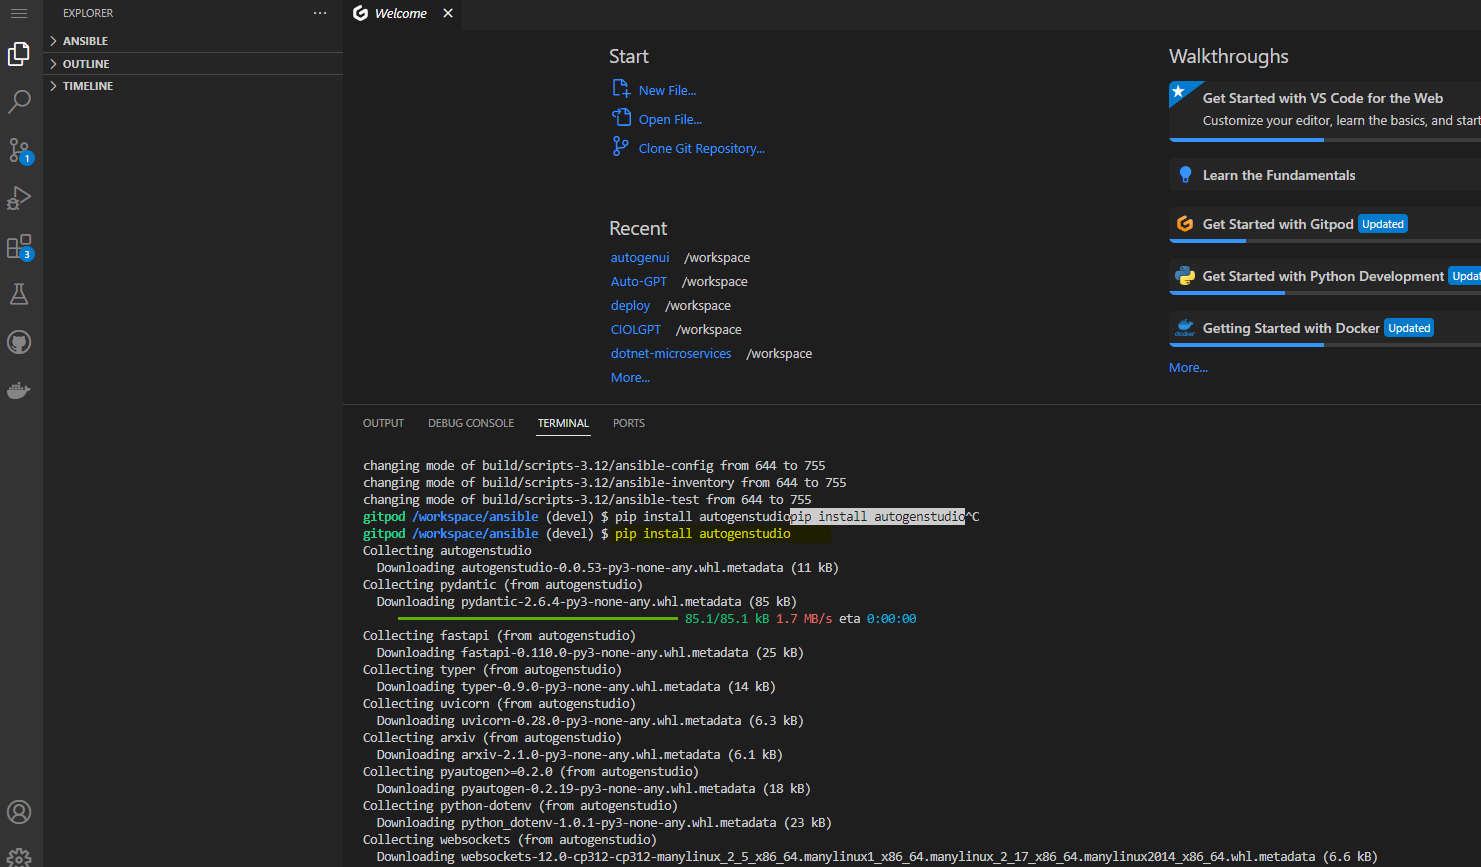 EXPLORER
ANSIBLE
OUTLINE
TIMELINE
1
3
Welcome
Start
New File...
Open File...
Clone Git Repository...
Recent
autogenui /workspace
Auto-GPT /workspace
deploy /workspace
CIOLGPT /workspace
dotnet-microservices /workspace
More...
Walkthroughs
Get Started with VS Code for the Web
Customize your editor, learn the basics, and start
Learn the Fundamentals
Get Started with Gitpod Updated
Get Started with Python Development
Getting Started with Docker Updated
More...
OUTPUT DEBUG CONSOLE TERMINAL PORTS
changing mode of build/scripts-3.12/ansible-config from 644 to 755
changing mode of build/scripts-3.12/ansible-inventory from 644 to 755
changing mode of build/scripts-3.12/ansible-test from 644 to 755
gitpod /workspace/ansible (devel) $ pip install autogenstudiopip install autogenstudio^C
gitpod /workspace/ansible (devel) $ pip install autogenstudio
Collecting autogenstudio
Downloading autogenstudio-0.0.53-py3-none-any.whl.metadata (11 kB)
Collecting pydantic (from autogenstudio)
Downloading pydantic-2.6.4-py3-none-any.whl.metadata (85 kB)
85.1/85.1 kB 1.7 MB/s eta 0:00:00
Collecting fastapi (from autogenstudio)
Downloading fastapi-0.110.0-py3-none-any.whl.metadata (25 kB)
Collecting typer (from autogenstudio)
Downloading typer-0.9.0-py3-none-any.whl.metadata (14 kB)
Collecting uvicorn (from autogenstudio)
Downloading uvicorn-0.28.0-py3-none-any.whl.metadata (6.3 kB)
Collecting arxiv (from autogenstudio)
Downloading arxiv-2.1.0-py3-none-any.whl.metadata (6.1 kB)
Collecting pyautogen>=0.2.0 (from autogenstudio)
Downloading pyautogen-0.2.19-py3-none-any.whl.metadata (18 kB)
Collecting python-dotenv (from autogenstudio)
Downloading python_dotenv-1.0.1-py3-none-any.whl.metadata (23 kB)
Collecting websockets (from autogenstudio)
Downloading websockets-12.0-cp312-cp312-manylinux_2_5_x86_64.manylinux1_x86_64.manylinux_2_17_x86_64.manylinux2014_x86_64.whl.metadata (6.6 kB)